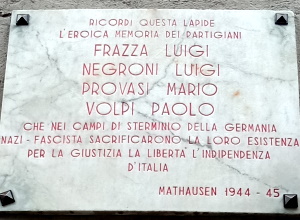 RICORDI QUESTA LAPIDE
L'EROICA MEMORIA DEI PARTIGIANI
FRAZZA LUIGI
NEGRONI LUIGI
PROVASI MARIO
VOLPI PAOLO
CHE NEI CAMPI DI STERMINIO DELLA GERMANIA
NAZI - FASCISTA SACRIFICARONO LA LORO ESISTENZA
PER LA GIUSTIZIA LA LIBERTÀ L'INDIPENDENZA
D'ITALIA
MATHAUSEN 1944 - 45